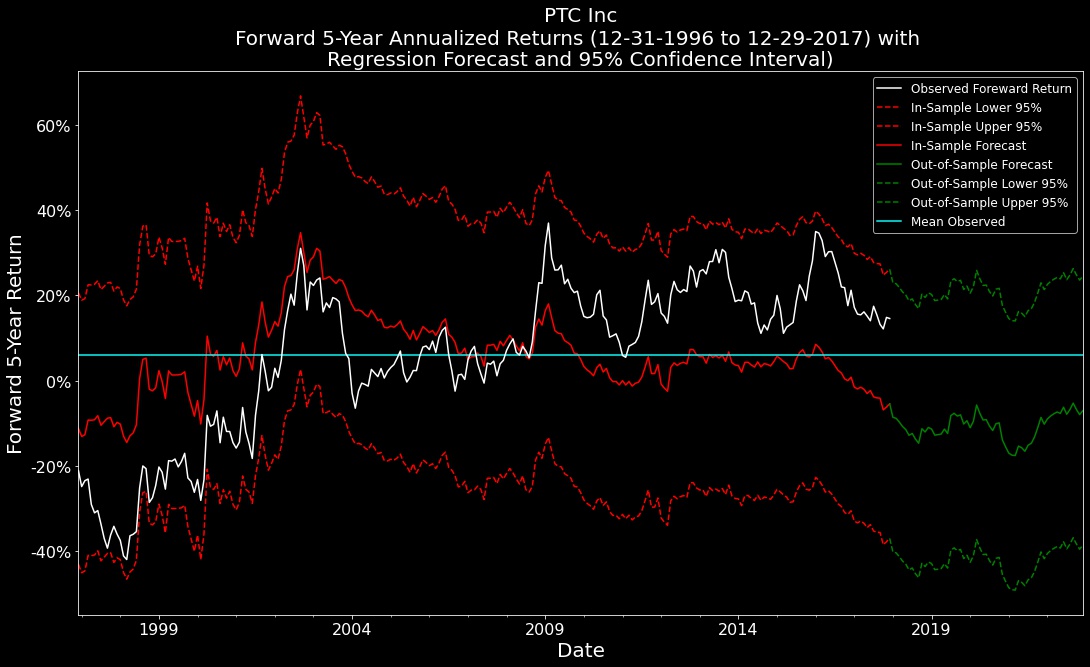 PTC Inc
Forward 5-Year Annualized Returns (12-31-1996 to 12-29-2017) with
Regression Forecast and 95% Confidence Interval)
Observed Foreward Return
In-Sample Lower 95%
In-Sample Upper 95%
In-Sample Forecast
Out-of-Sample Forecast
Out-of-Sample Lower 95%
Out-of-Sample Upper 95%
Mean Observed
Forward 5-Year Return
60%
40%
20%
0%
-20%
-40%
1999
2004
2009
2014
2019
Date